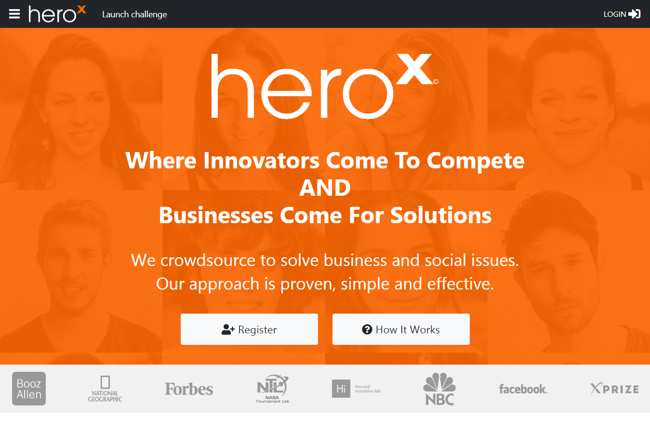 herox
Launch challenge
LOGIN
herox©
Where Innovators Come To Compete
AND
Businesses Come For Solutions
We crowdsource to solve business and social issues.
Our approach is proven, simple and effective.
Register
How It Works
Booz
Allen
NATIONAL
GEOGRAPHIC
Forbes
NTL
NASA
Tournament Lab
Hi
Harvard
innovation lab
NBC
facebook.
XPRIZE